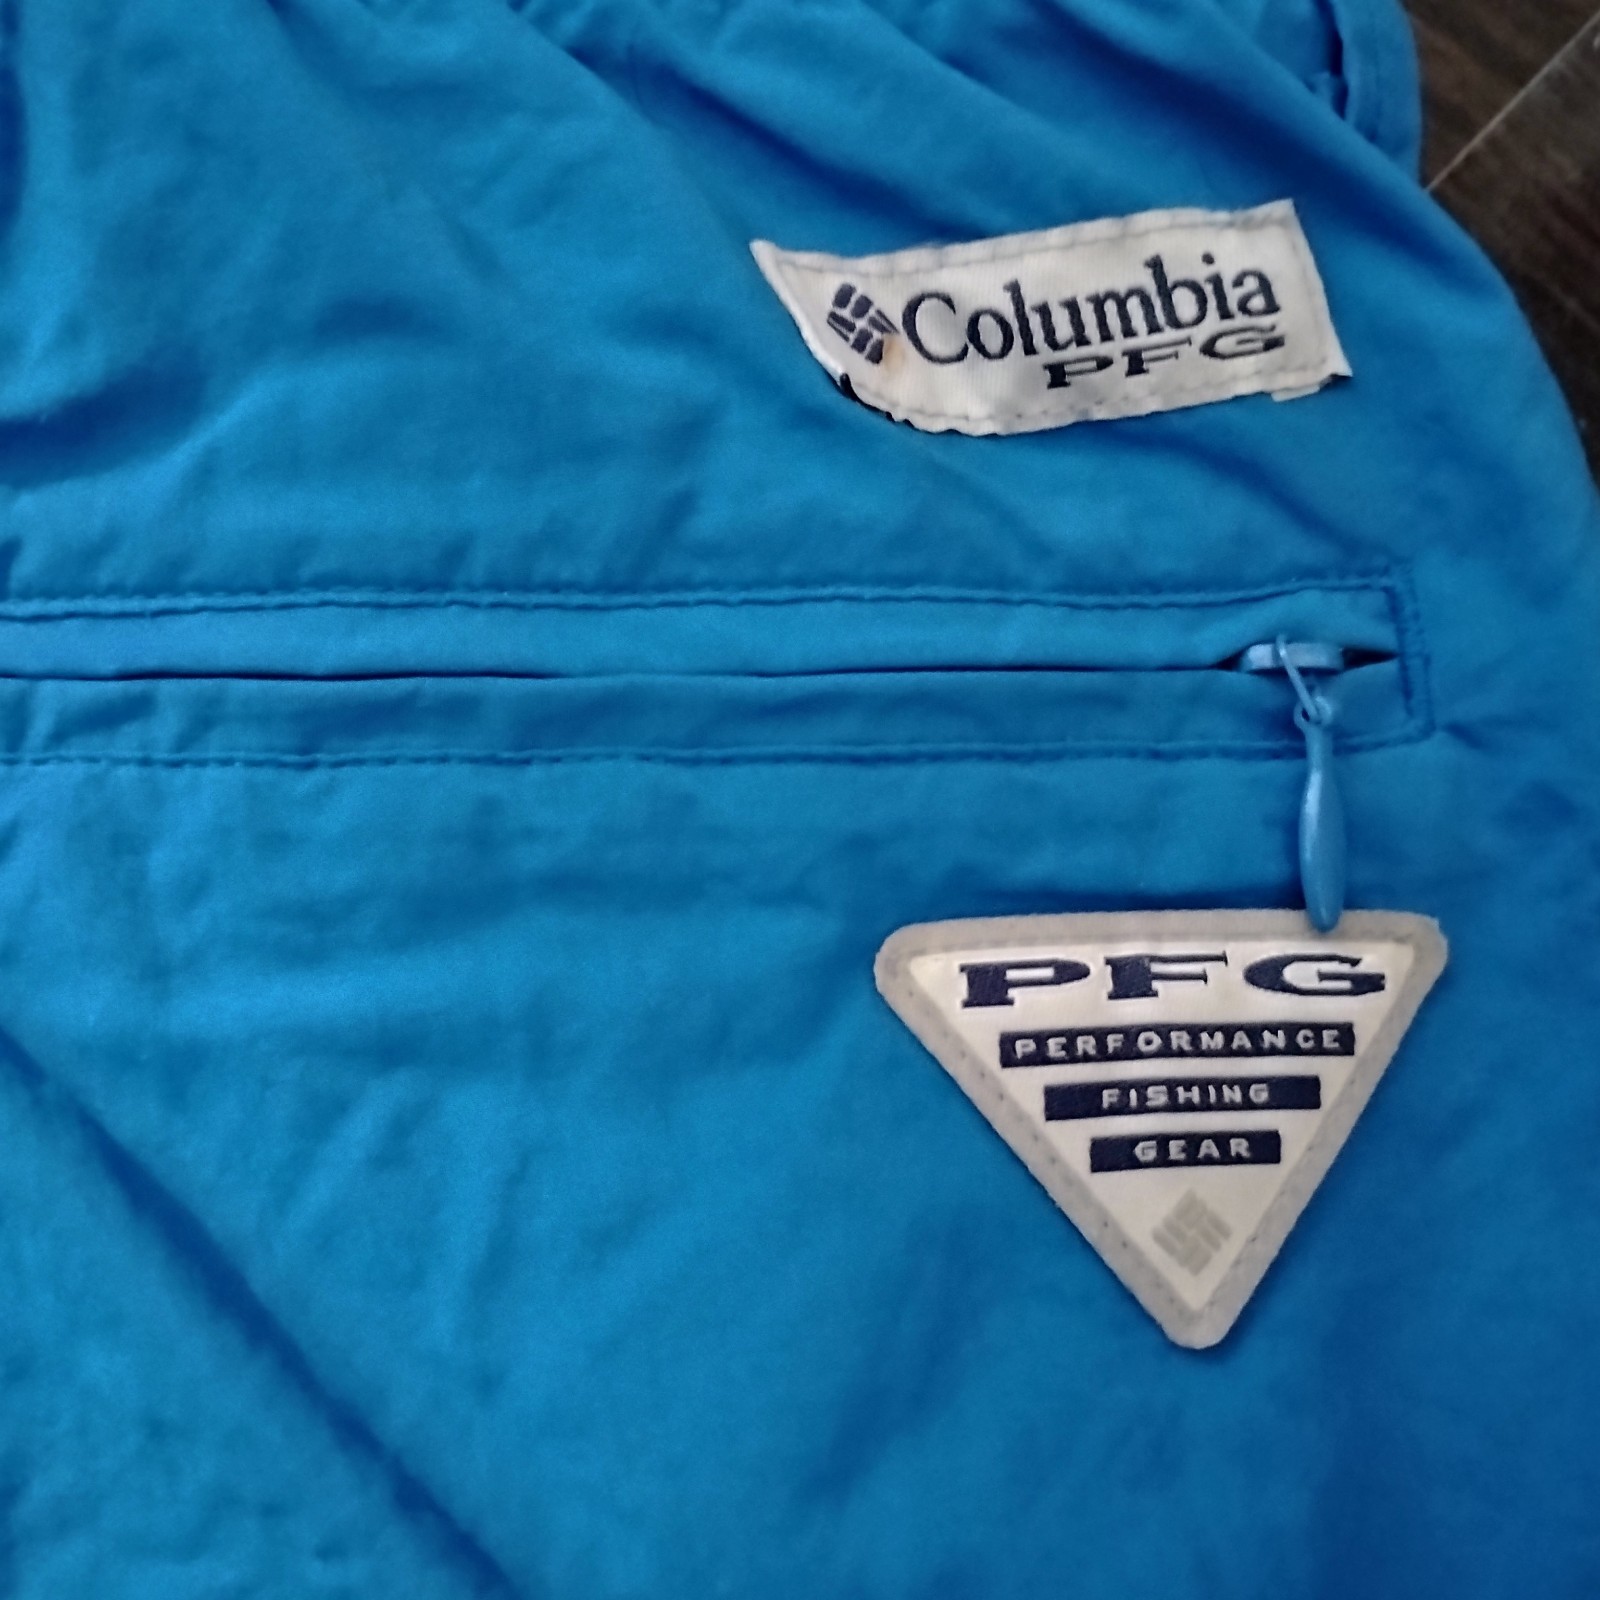 Columbia
PFG
PFG
PERFORMANCE
FISHING
GEAR